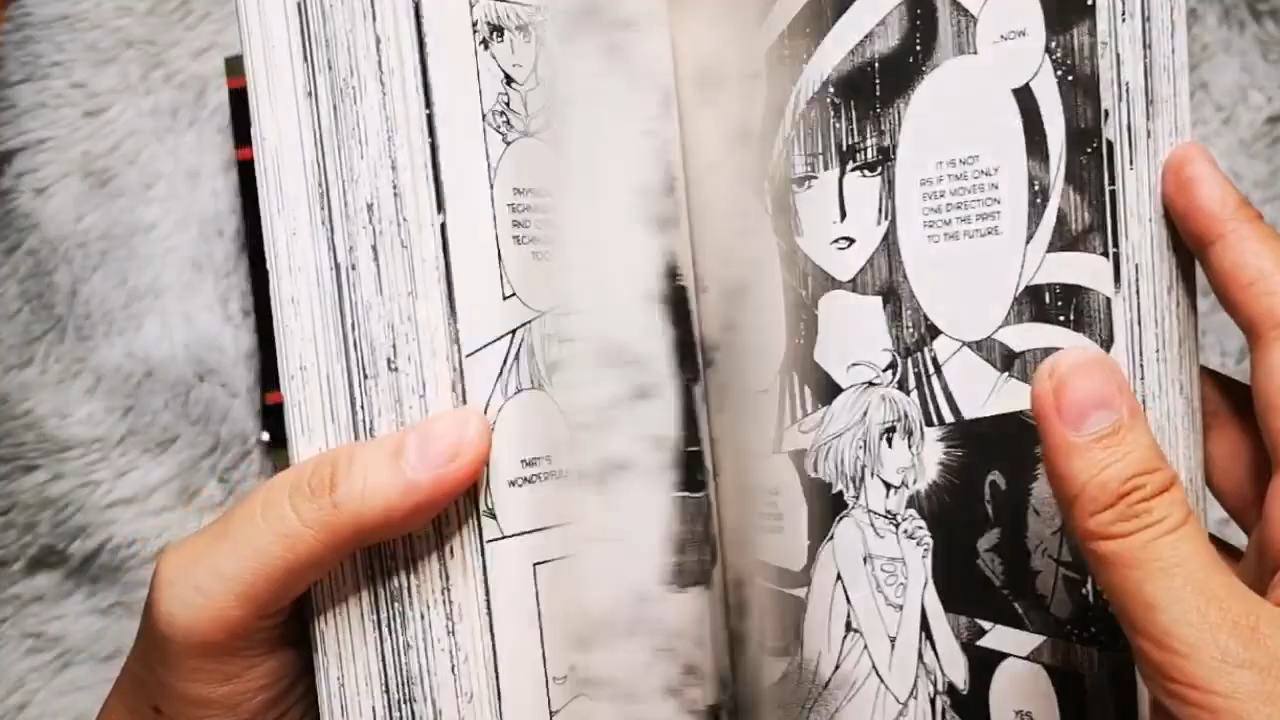 ...NOW.
IT IS NOT
AS IF TIME ONLY
EVER MOVES IN
ONE DIRECTION
FROM THE PAST
TO THE FUTURE.
AND
THAT'S
WONDERFUL
YES,